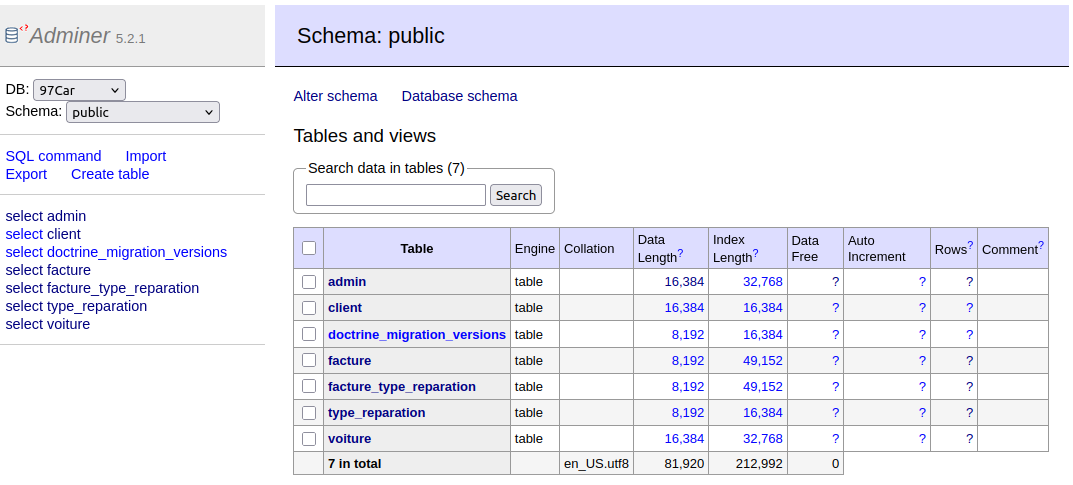 Adminer 5.2.1
DB: 97Car
Schema: public
SQL command Import
Export Create table
select admin
select client
select doctrine_migration_versions
select facture
select facture_type_reparation
select type_reparation
select voiture
Schema: public
Alter schema Database schema
Tables and views
Search data in tables (7)
Search
Table Engine Collation Data Length? Index Length? Data Free Auto Increment Rows? Comment?
admin table 16,384 32,768 ? ? ?
client table 16,384 16,384 ? ? ?
doctrine_migration_versions table 8,192 16,384 ? ? ?
facture table 8,192 49,152 ? ? ?
facture_type_reparation table 8,192 49,152 ? ? ?
type_reparation table 8,192 16,384 ? ? ?
voiture table 16,384 32,768 ? ? ?
7 in total en_US.utf8 81,920 212,992 0